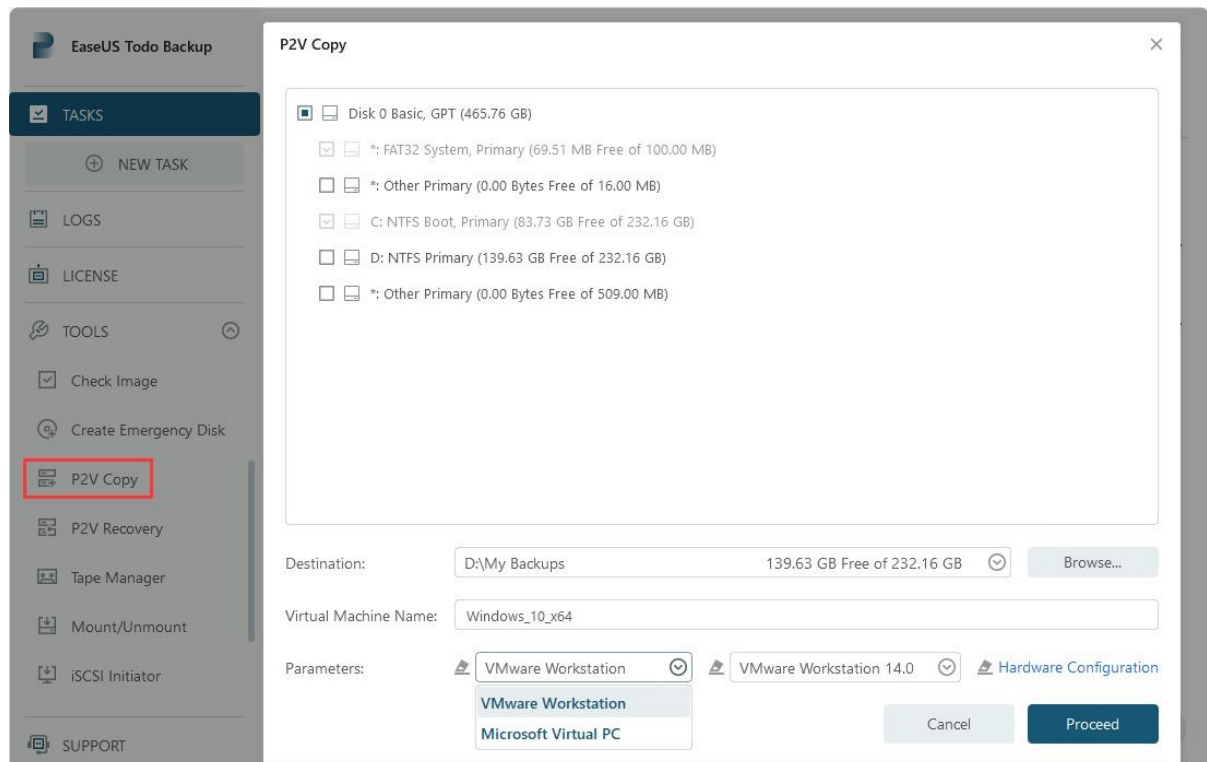 EaseUS Todo Backup
TASKS
NEW TASK
LOGS
LICENSE
TOOLS
Check Image
Create Emergency Disk
P2V Copy
P2V Recovery
Tape Manager
Mount/Unmount
iSCSI Initiator
SUPPORT
P2V Copy
Disk 0 Basic, GPT (465.76 GB)
*: FAT32 System, Primary (69.51 MB Free of 100.00 MB)
*: Other Primary (0.00 Bytes Free of 16.00 MB)
C: NTFS Boot, Primary (83.73 GB Free of 232.16 GB)
D: NTFS Primary (139.63 GB Free of 232.16 GB)
*: Other Primary (0.00 Bytes Free of 509.00 MB)
Destination: D:\My Backups 139.63 GB Free of 232.16 GB Browse...
Virtual Machine Name: Windows_10_x64
Parameters: VMware Workstation VMware Workstation 14.0 Hardware Configuration
VMware Workstation
Microsoft Virtual PC
Cancel Proceed